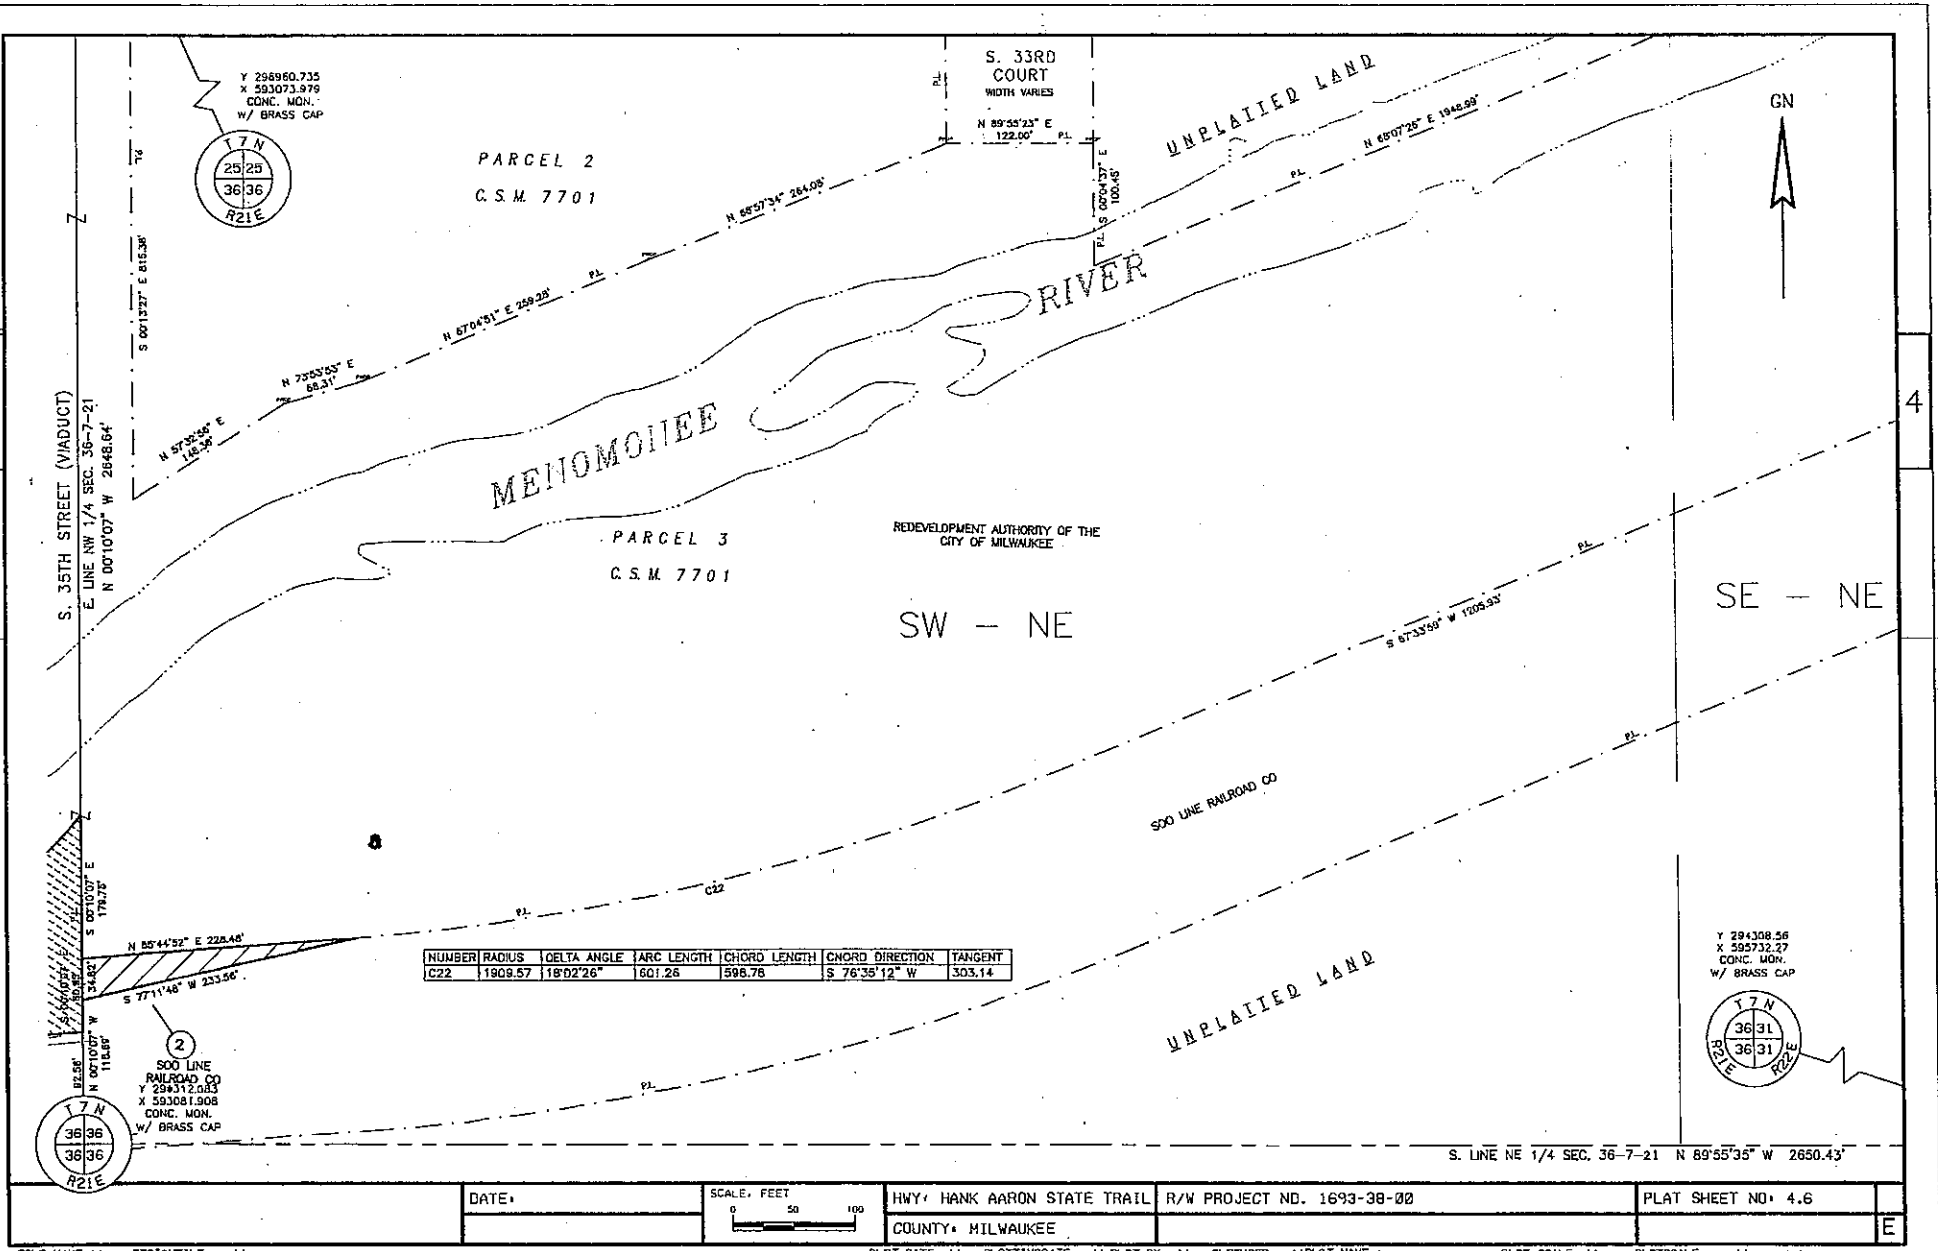 Y 298960.735
X 593073.979
CONC. MON.
W/ BRASS CAP
T 7 N
25 25
36 36
R21E
PARCEL 2
C.S.M. 7701
S. 33RD
COURT
WIDTH VARIES
P.L.
N 89°55'23" E
122.00'
P.L.
S 00°04'37" E
100.45'
P.L.
UNPLATTED LAND
N 68°07'26" E 1948.99'
P.L.
GN
P.L.
S 00°13'27" E 815.38'
N 68°57'34" 264.05'
P.L.
N 67°04'51" E 259.28'
N 73°53'53" E
68.31'
N 57°32'56" E
148.38'
S. 35TH STREET (VIADUCT)
E. LINE NW 1/4 SEC. 36-7-21
N 00°10'07" W 2648.64'
MENOMONEE
RIVER
4
PARCEL 3
C.S.M. 7701
REDEVELOPMENT AUTHORITY OF THE
CITY OF MILWAUKEE
SW - NE
SE - NE
P.L.
S 67°33'59" W 1205.93'
P.L.
SOO LINE RAILROAD CO
C22
P.L.
S 00°10'07" E
179.75'
N 85°44'52" E 228.48'
34.82'
S 77°11'48" W 233.56'
N 00°10'07" W
118.69'
82.58'
NUMBER RADIUS DELTA ANGLE ARC LENGTH CHORD LENGTH CHORD DIRECTION TANGENT
C22 1909.57 18°02'26" 601.26 598.78 S 76°35'12" W 303.14
2
SOO LINE
RAILROAD CO
Y 294312.083
X 593081.908
CONC. MON.
W/ BRASS CAP
T 7 N
36 36
36 36
R21E
P.L.
UNPLATTED LAND
Y 294308.56
X 595732.27
CONC. MON.
W/ BRASS CAP
T 7 N
36 31
36 31
R21E R22E
S. LINE NE 1/4 SEC. 36-7-21 N 89°55'35" W 2650.43'
DATE:
SCALE, FEET
0 50 100
HWY: HANK AARON STATE TRAIL
R/W PROJECT NO. 1693-38-00
PLAT SHEET NO: 4.6
COUNTY: MILWAUKEE
E